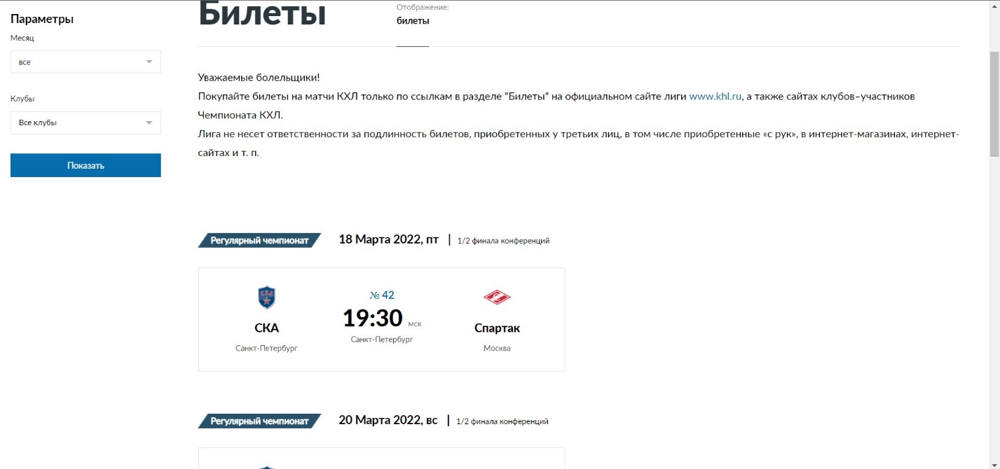 Параметры
Месяц
все
Клубы
Все клубы
Показать
Билеты
Отображение:
билеты
Уважаемые болельщики!
Покупайте билеты на матчи КХЛ только по ссылкам в разделе "Билеты" на официальном сайте лиги www.khl.ru, а также сайтах клубов–участников
Чемпионата КХЛ.
Лига не несет ответственности за подлинность билетов, приобретенных у третьих лиц, в том числе приобретенные «с рук», в интернет-магазинах, интернет-
сайтах и т. п.
Регулярный чемпионат 18 Марта 2022, пт | 1/2 финала конференций
№ 42
19:30 мск
Санкт-Петербург
СКА
Санкт-Петербург
Спартак
Москва
Регулярный чемпионат 20 Марта 2022, вс | 1/2 финала конференций